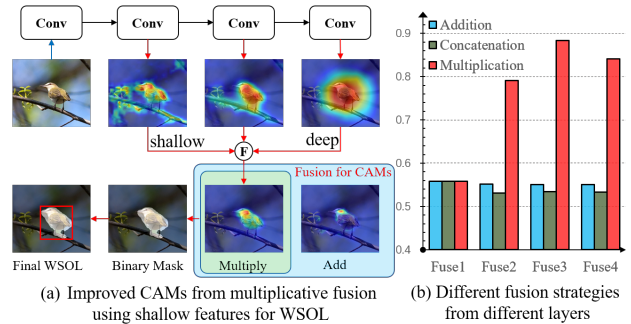 Conv Conv Conv Conv
shallow deep
F
Fusion for CAMs
Final WSOL Binary Mask Multiply Add
(a) Improved CAMs from multiplicative fusion
using shallow features for WSOL
Addition
Concatenation
Multiplication
0.9
0.8
0.7
0.6
0.5
0.4
Fuse1 Fuse2 Fuse3 Fuse4
(b) Different fusion strategies
from different layers